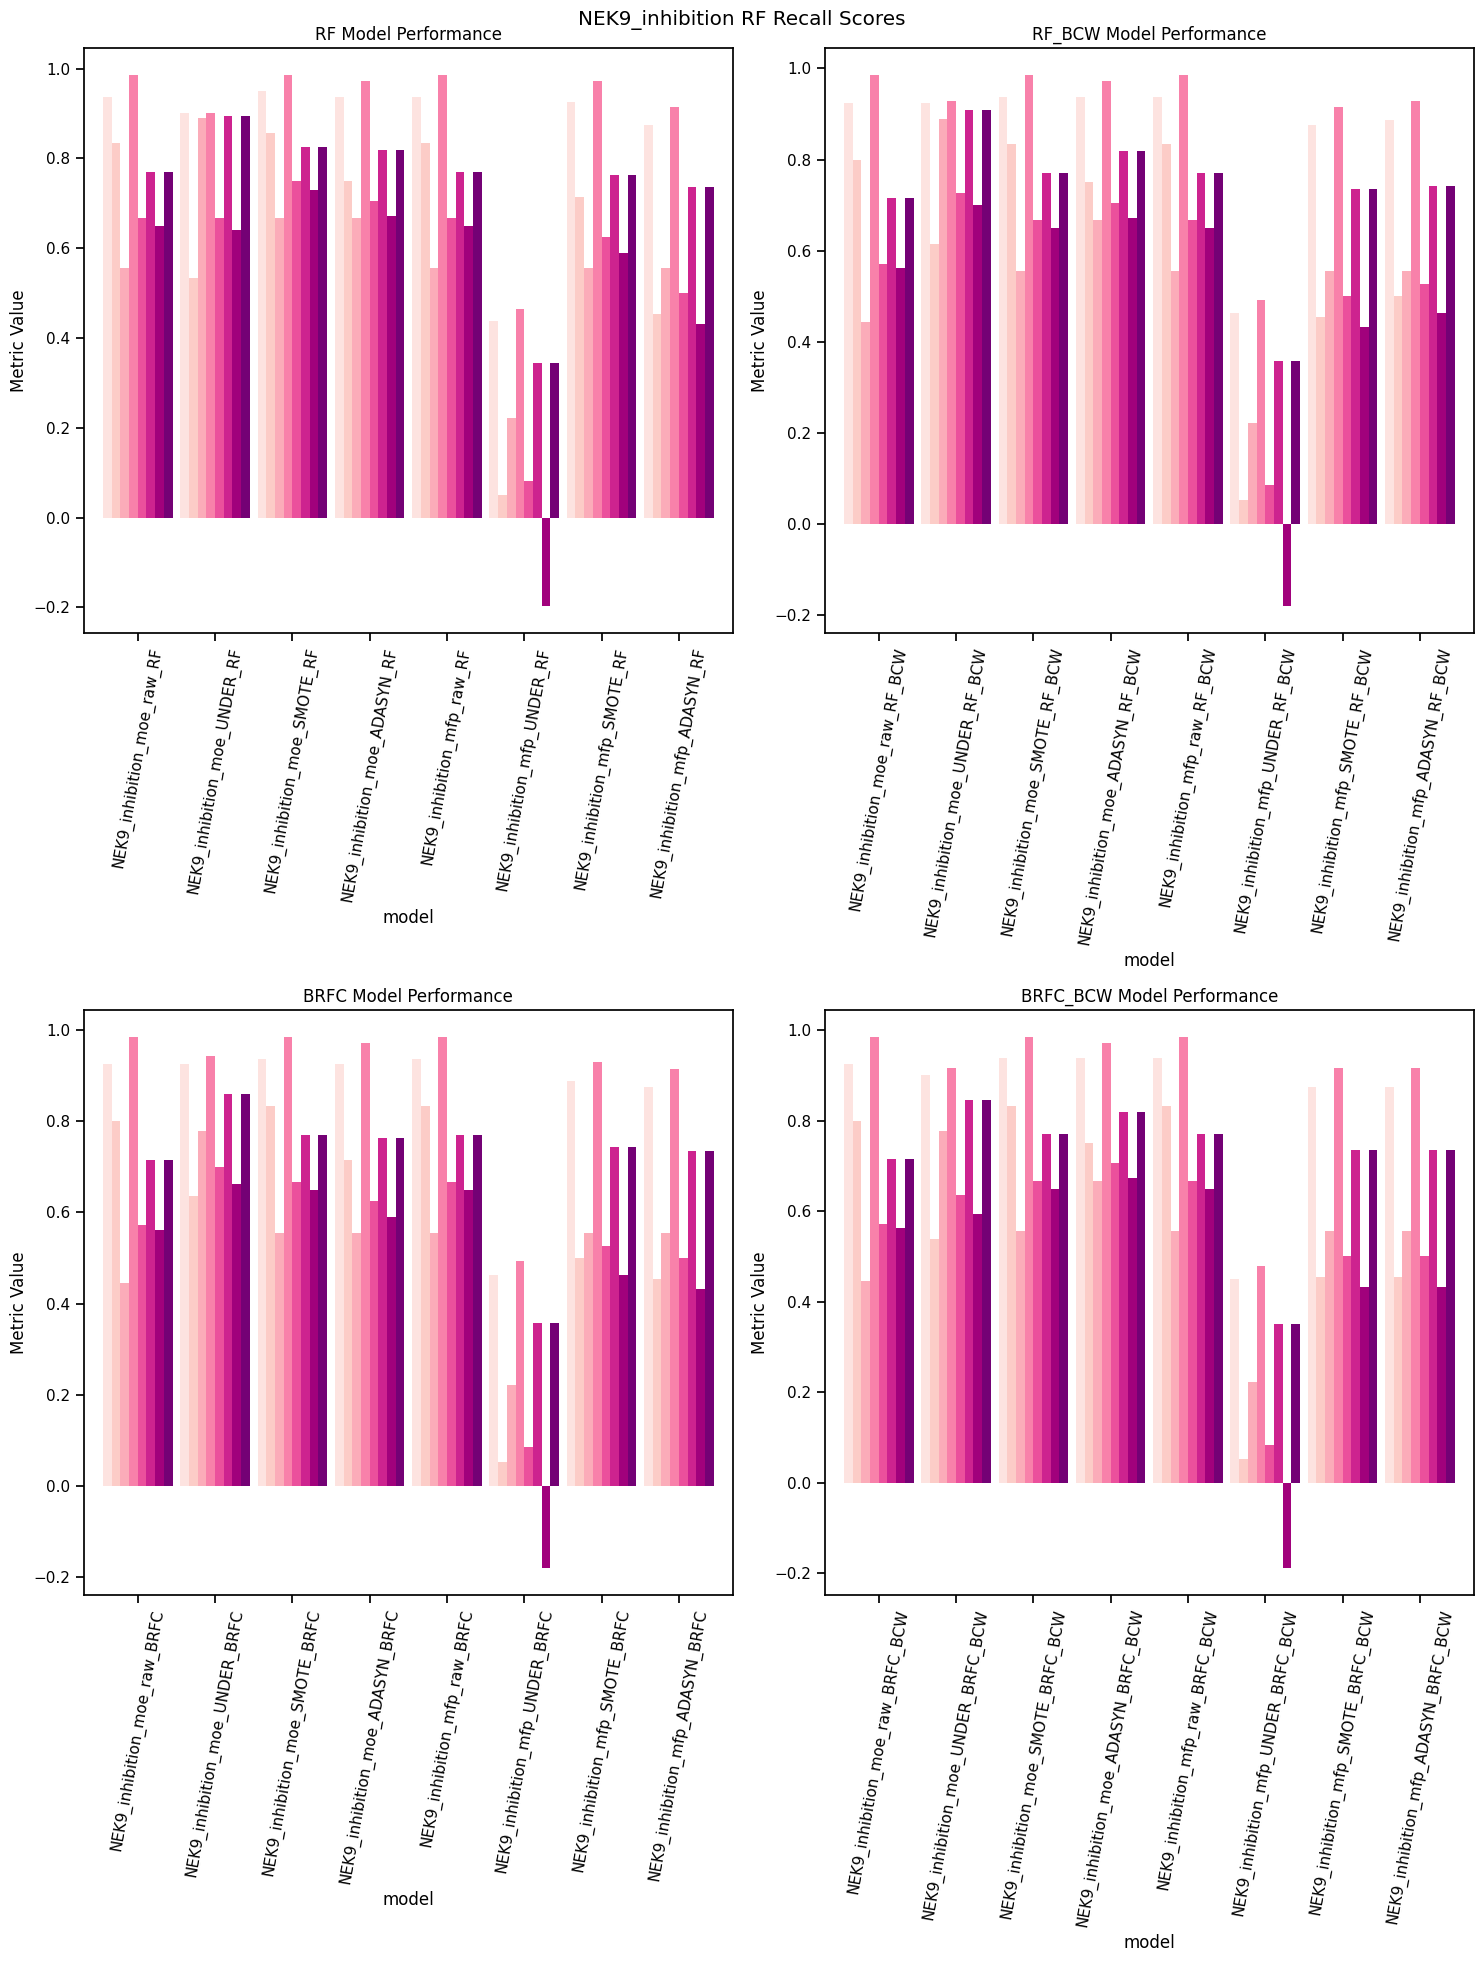 NEK9_inhibition RF Recall Scores
RF Model Performance
Metric Value
1.0
0.8
0.6
0.4
0.2
0.0
−0.2
NEK9_inhibition_moe_raw_RF
NEK9_inhibition_moe_UNDER_RF
NEK9_inhibition_moe_SMOTE_RF
NEK9_inhibition_moe_ADASYN_RF
NEK9_inhibition_mfp_raw_RF
NEK9_inhibition_mfp_UNDER_RF
NEK9_inhibition_mfp_SMOTE_RF
NEK9_inhibition_mfp_ADASYN_RF
model
RF_BCW Model Performance
Metric Value
1.0
0.8
0.6
0.4
0.2
0.0
−0.2
NEK9_inhibition_moe_raw_RF_BCW
NEK9_inhibition_moe_UNDER_RF_BCW
NEK9_inhibition_moe_SMOTE_RF_BCW
NEK9_inhibition_moe_ADASYN_RF_BCW
NEK9_inhibition_mfp_raw_RF_BCW
NEK9_inhibition_mfp_UNDER_RF_BCW
NEK9_inhibition_mfp_SMOTE_RF_BCW
NEK9_inhibition_mfp_ADASYN_RF_BCW
model
BRFC Model Performance
Metric Value
1.0
0.8
0.6
0.4
0.2
0.0
−0.2
NEK9_inhibition_moe_raw_BRFC
NEK9_inhibition_moe_UNDER_BRFC
NEK9_inhibition_moe_SMOTE_BRFC
NEK9_inhibition_moe_ADASYN_BRFC
NEK9_inhibition_mfp_raw_BRFC
NEK9_inhibition_mfp_UNDER_BRFC
NEK9_inhibition_mfp_SMOTE_BRFC
NEK9_inhibition_mfp_ADASYN_BRFC
model
BRFC_BCW Model Performance
Metric Value
1.0
0.8
0.6
0.4
0.2
0.0
−0.2
NEK9_inhibition_moe_raw_BRFC_BCW
NEK9_inhibition_moe_UNDER_BRFC_BCW
NEK9_inhibition_moe_SMOTE_BRFC_BCW
NEK9_inhibition_moe_ADASYN_BRFC_BCW
NEK9_inhibition_mfp_raw_BRFC_BCW
NEK9_inhibition_mfp_UNDER_BRFC_BCW
NEK9_inhibition_mfp_SMOTE_BRFC_BCW
NEK9_inhibition_mfp_ADASYN_BRFC_BCW
model